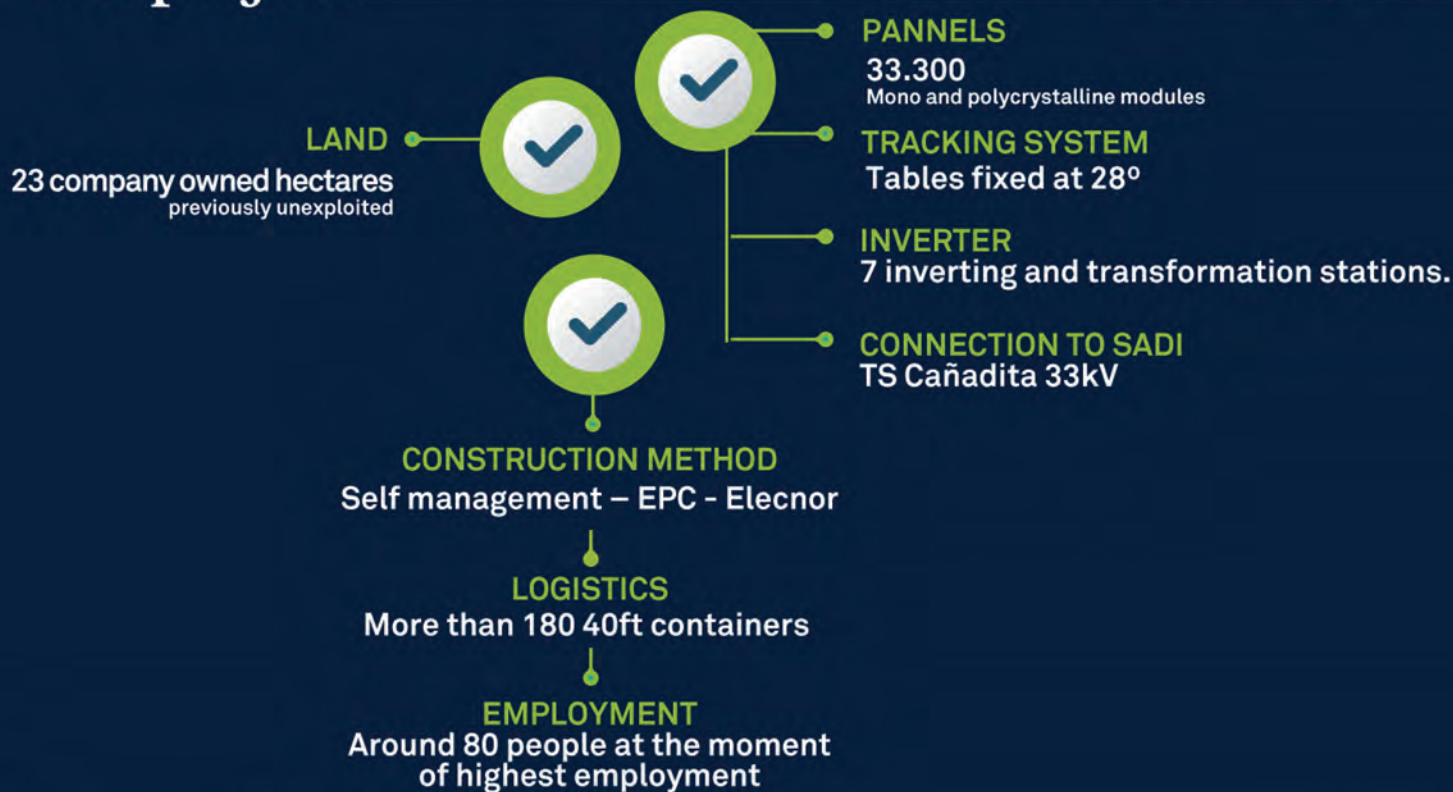 LAND
23 company owned hectares
previously unexploited
PANNELS
33.300
Mono and polycrystalline modules
TRACKING SYSTEM
Tables fixed at 28º
INVERTER
7 inverting and transformation stations.
CONNECTION TO SADI
TS Cañadita 33kV
CONSTRUCTION METHOD
Self management – EPC - Elecnor
LOGISTICS
More than 180 40ft containers
EMPLOYMENT
Around 80 people at the moment
of highest employment